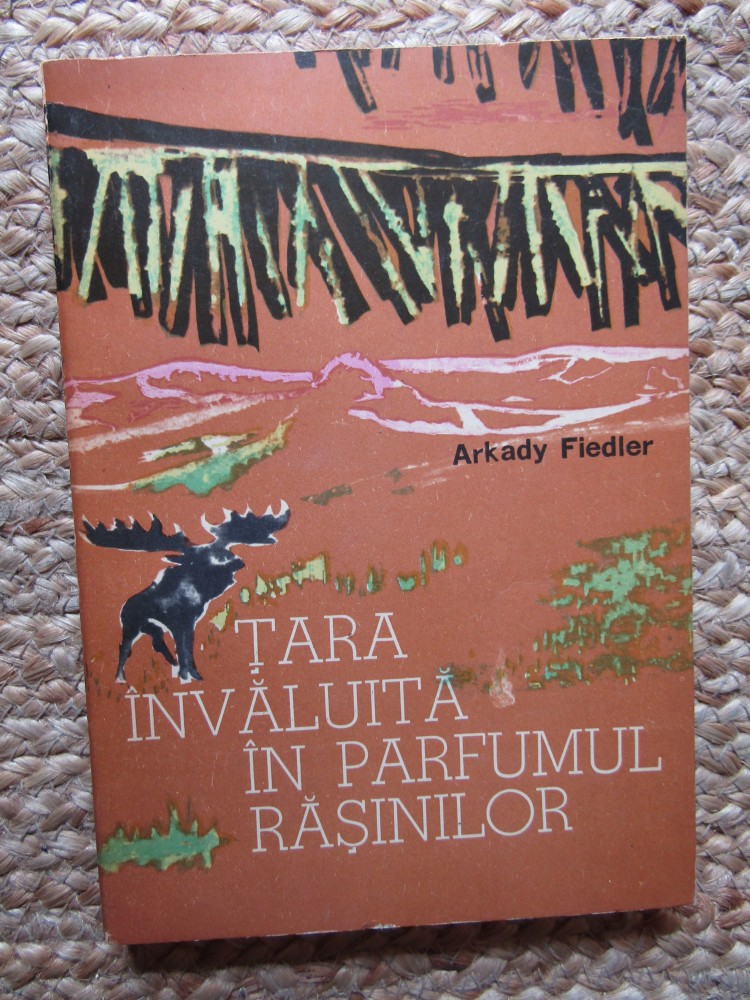 Arkady Fiedler
ȚARA
ÎNVĂLUITĂ
ÎN PARFUMUL
RĂȘINILOR